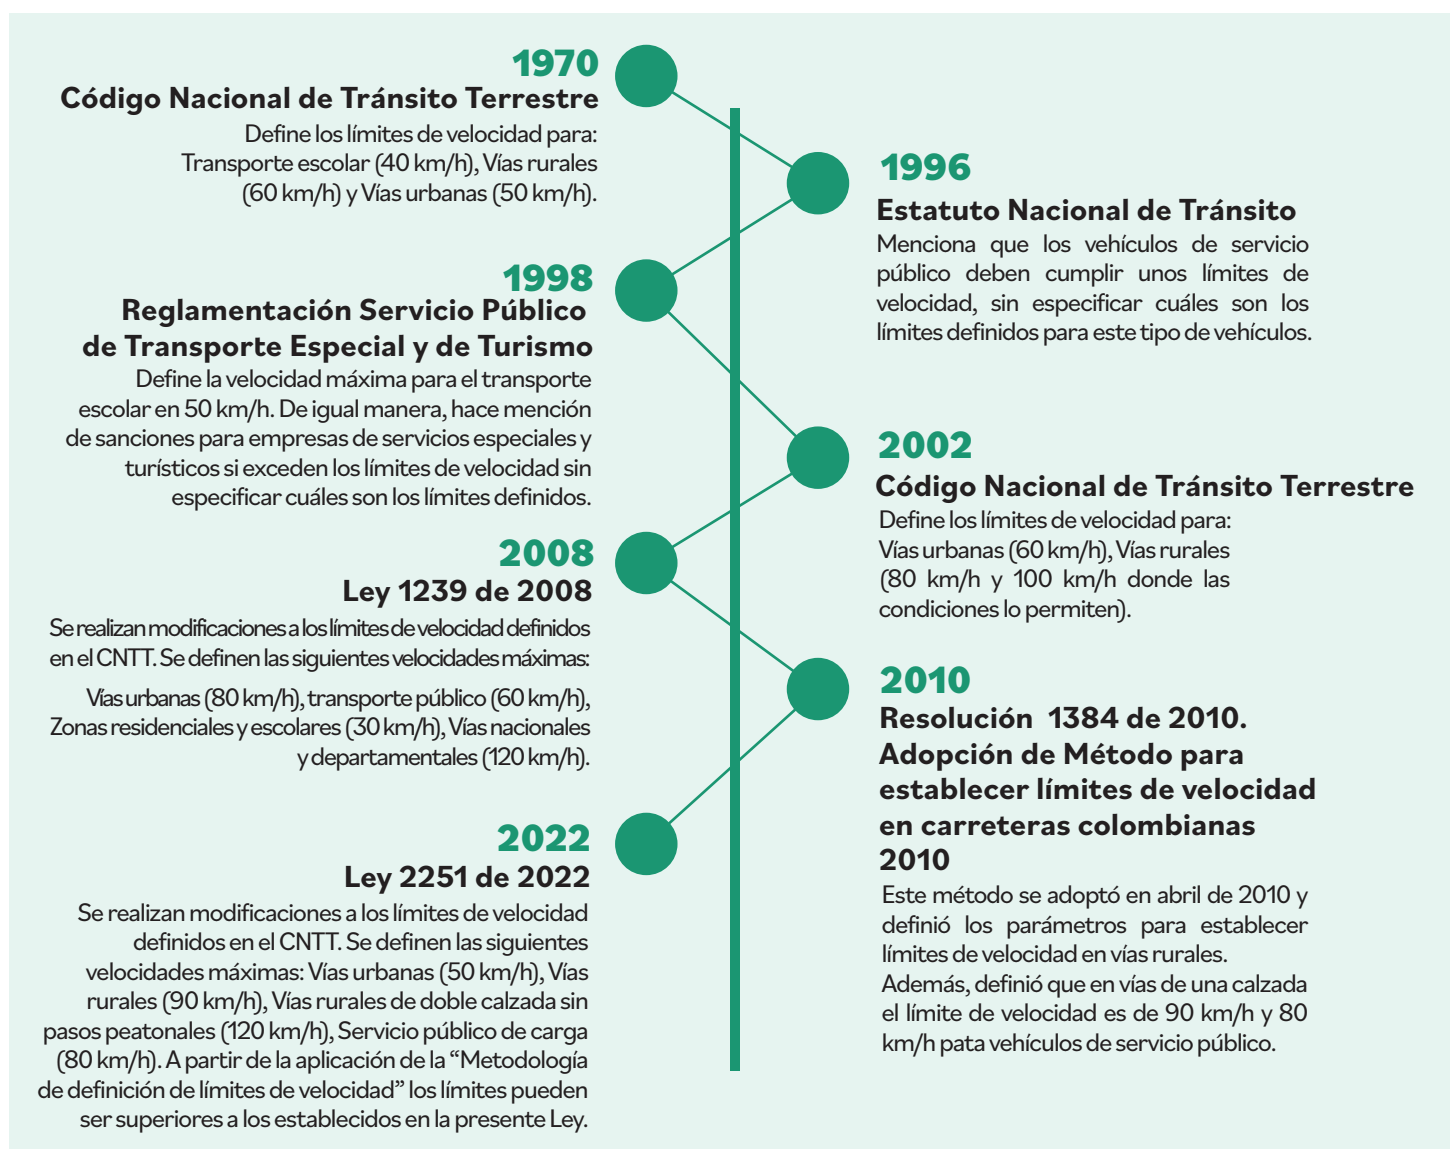 1970
Código Nacional de Tránsito Terrestre
Define los límites de velocidad para:
Transporte escolar (40 km/h), Vías rurales
(60 km/h) y Vías urbanas (50 km/h).
1996
Estatuto Nacional de Tránsito
Menciona que los vehículos de servicio
público deben cumplir unos límites de
velocidad, sin especificar cuáles son los
límites definidos para este tipo de vehículos.
1998
Reglamentación Servicio Público
de Transporte Especial y de Turismo
Define la velocidad máxima para el transporte
escolar en 50 km/h. De igual manera, hace mención
de sanciones para empresas de servicios especiales y
turísticos si exceden los límites de velocidad sin
especificar cuáles son los límites definidos.
2002
Código Nacional de Tránsito Terrestre
Define los límites de velocidad para:
Vías urbanas (60 km/h), Vías rurales
(80 km/h y 100 km/h donde las
condiciones lo permiten).
2008
Ley 1239 de 2008
Se realizan modificaciones a los límites de velocidad definidos
en el CNTT. Se definen las siguientes velocidades máximas:
Vías urbanas (80 km/h), transporte público (60 km/h),
Zonas residenciales y escolares (30 km/h), Vías nacionales
y departamentales (120 km/h).
2010
Resolución 1384 de 2010.
Adopción de Método para
establecer límites de velocidad
en carreteras colombianas
2010
Este método se adoptó en abril de 2010 y
definió los parámetros para establecer
límites de velocidad en vías rurales.
Además, definió que en vías de una calzada
el límite de velocidad es de 90 km/h y 80
km/h pata vehículos de servicio público.
2022
Ley 2251 de 2022
Se realizan modificaciones a los límites de velocidad
definidos en el CNTT. Se definen las siguientes
velocidades máximas: Vías urbanas (50 km/h), Vías
rurales (90 km/h), Vías rurales de doble calzada sin
pasos peatonales (120 km/h), Servicio público de carga
(80 km/h). A partir de la aplicación de la “Metodología
de definición de límites de velocidad” los límites pueden
ser superiores a los establecidos en la presente Ley.